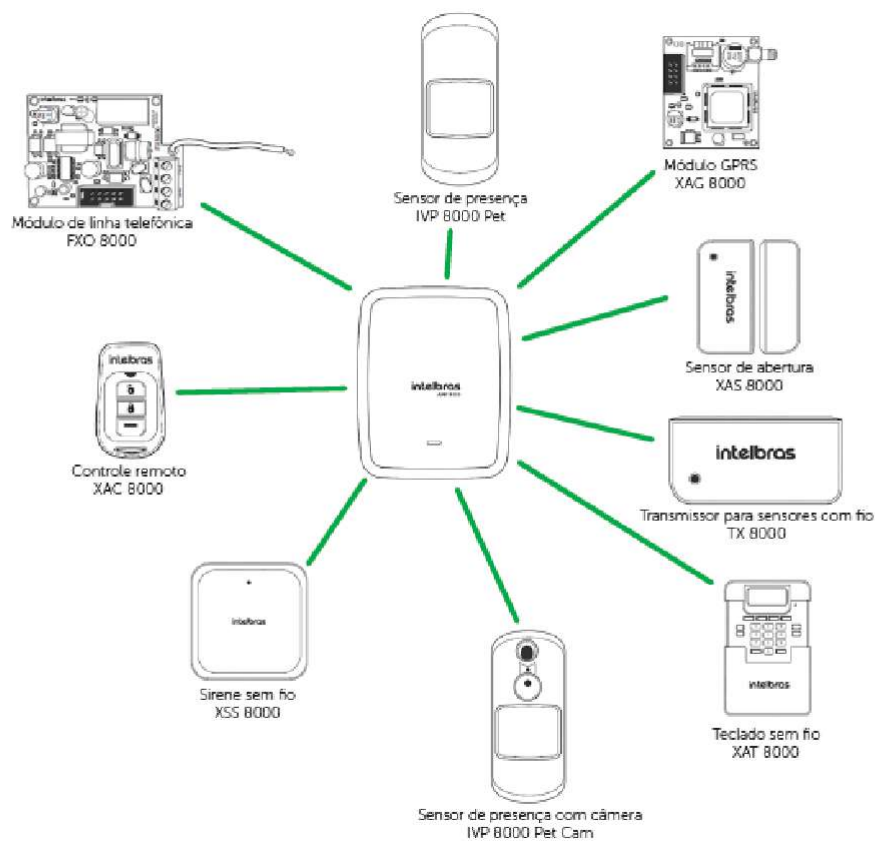 intelbras
Módulo de linha telefônica
FXO 8000
Sensor de presença
IVP 8000 Pet
Módulo GPRS
XAG 8000
intelbras
Sensor de abertura
XAS 8000
intelbras
Controle remoto
XAC 8000
intelbras
intelbras
Transmissor para sensores com fio
TX 8000
intelbras
Sirene sem fio
XSS 8000
intelbras
Teclado sem fio
XAT 8000
Sensor de presença com câmera
IVP 8000 Pet Cam